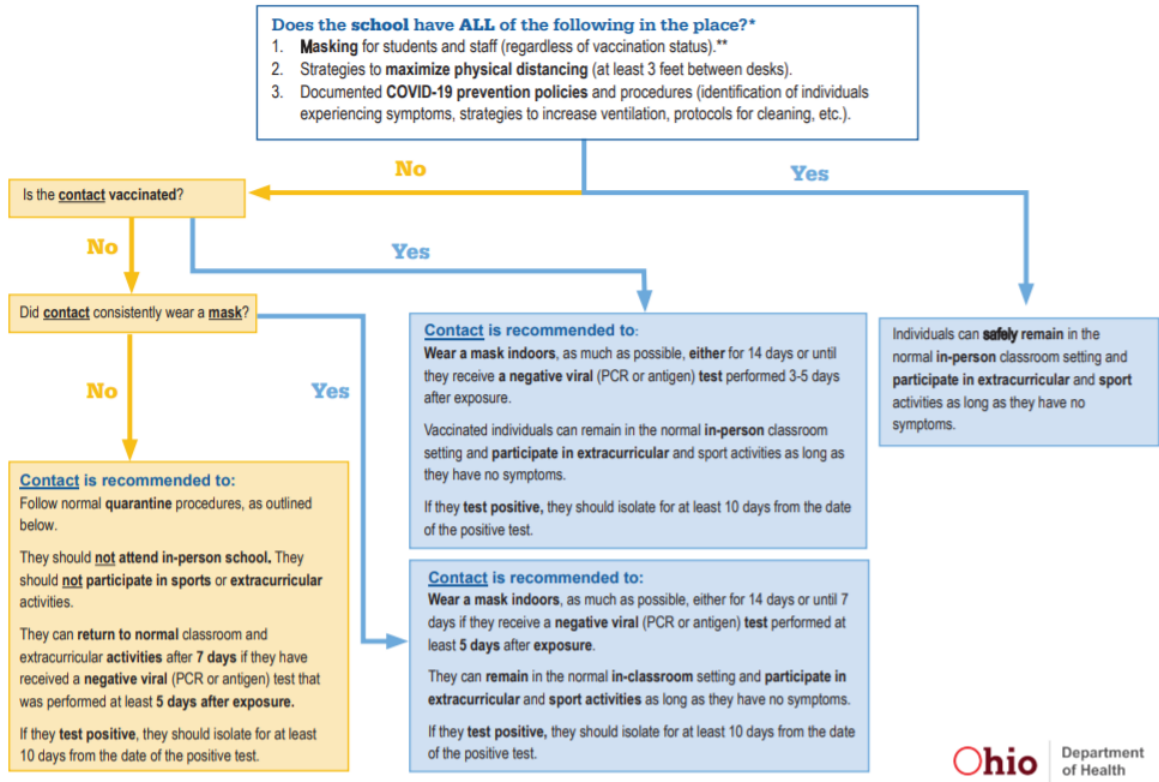 Does the school have ALL of the following in the place?*
1. Masking for students and staff (regardless of vaccination status).**
2. Strategies to maximize physical distancing (at least 3 feet between desks).
3. Documented COVID-19 prevention policies and procedures (identification of individuals
experiencing symptoms, strategies to increase ventilation, protocols for cleaning, etc.).
No
Yes
Is the contact vaccinated?
No
Yes
Did contact consistently wear a mask?
No
Yes
Contact is recommended to:
Wear a mask indoors, as much as possible, either for 14 days or until
they receive a negative viral (PCR or antigen) test performed 3-5 days
after exposure.
Vaccinated individuals can remain in the normal in-person classroom
setting and participate in extracurricular and sport activities as long as
they have no symptoms.
If they test positive, they should isolate for at least 10 days from the date
of the positive test.
Individuals can safely remain in the
normal in-person classroom setting and
participate in extracurricular and sport
activities as long as they have no
symptoms.
Contact is recommended to:
Follow normal quarantine procedures, as outlined
below.
They should not attend in-person school. They
should not participate in sports or extracurricular
activities.
They can return to normal classroom and
extracurricular activities after 7 days if they have
received a negative viral (PCR or antigen) test that
was performed at least 5 days after exposure.
If they test positive, they should isolate for at least
10 days from the date of the positive test.
Contact is recommended to:
Wear a mask indoors, as much as possible, either for 14 days or until 7
days if they receive a negative viral (PCR or antigen) test performed at
least 5 days after exposure.
They can remain in the normal in-classroom setting and participate in
extracurricular and sport activities as long as they have no symptoms.
If they test positive, they should isolate for at least 10 days from the date
of the positive test.
Ohio
Department
of Health